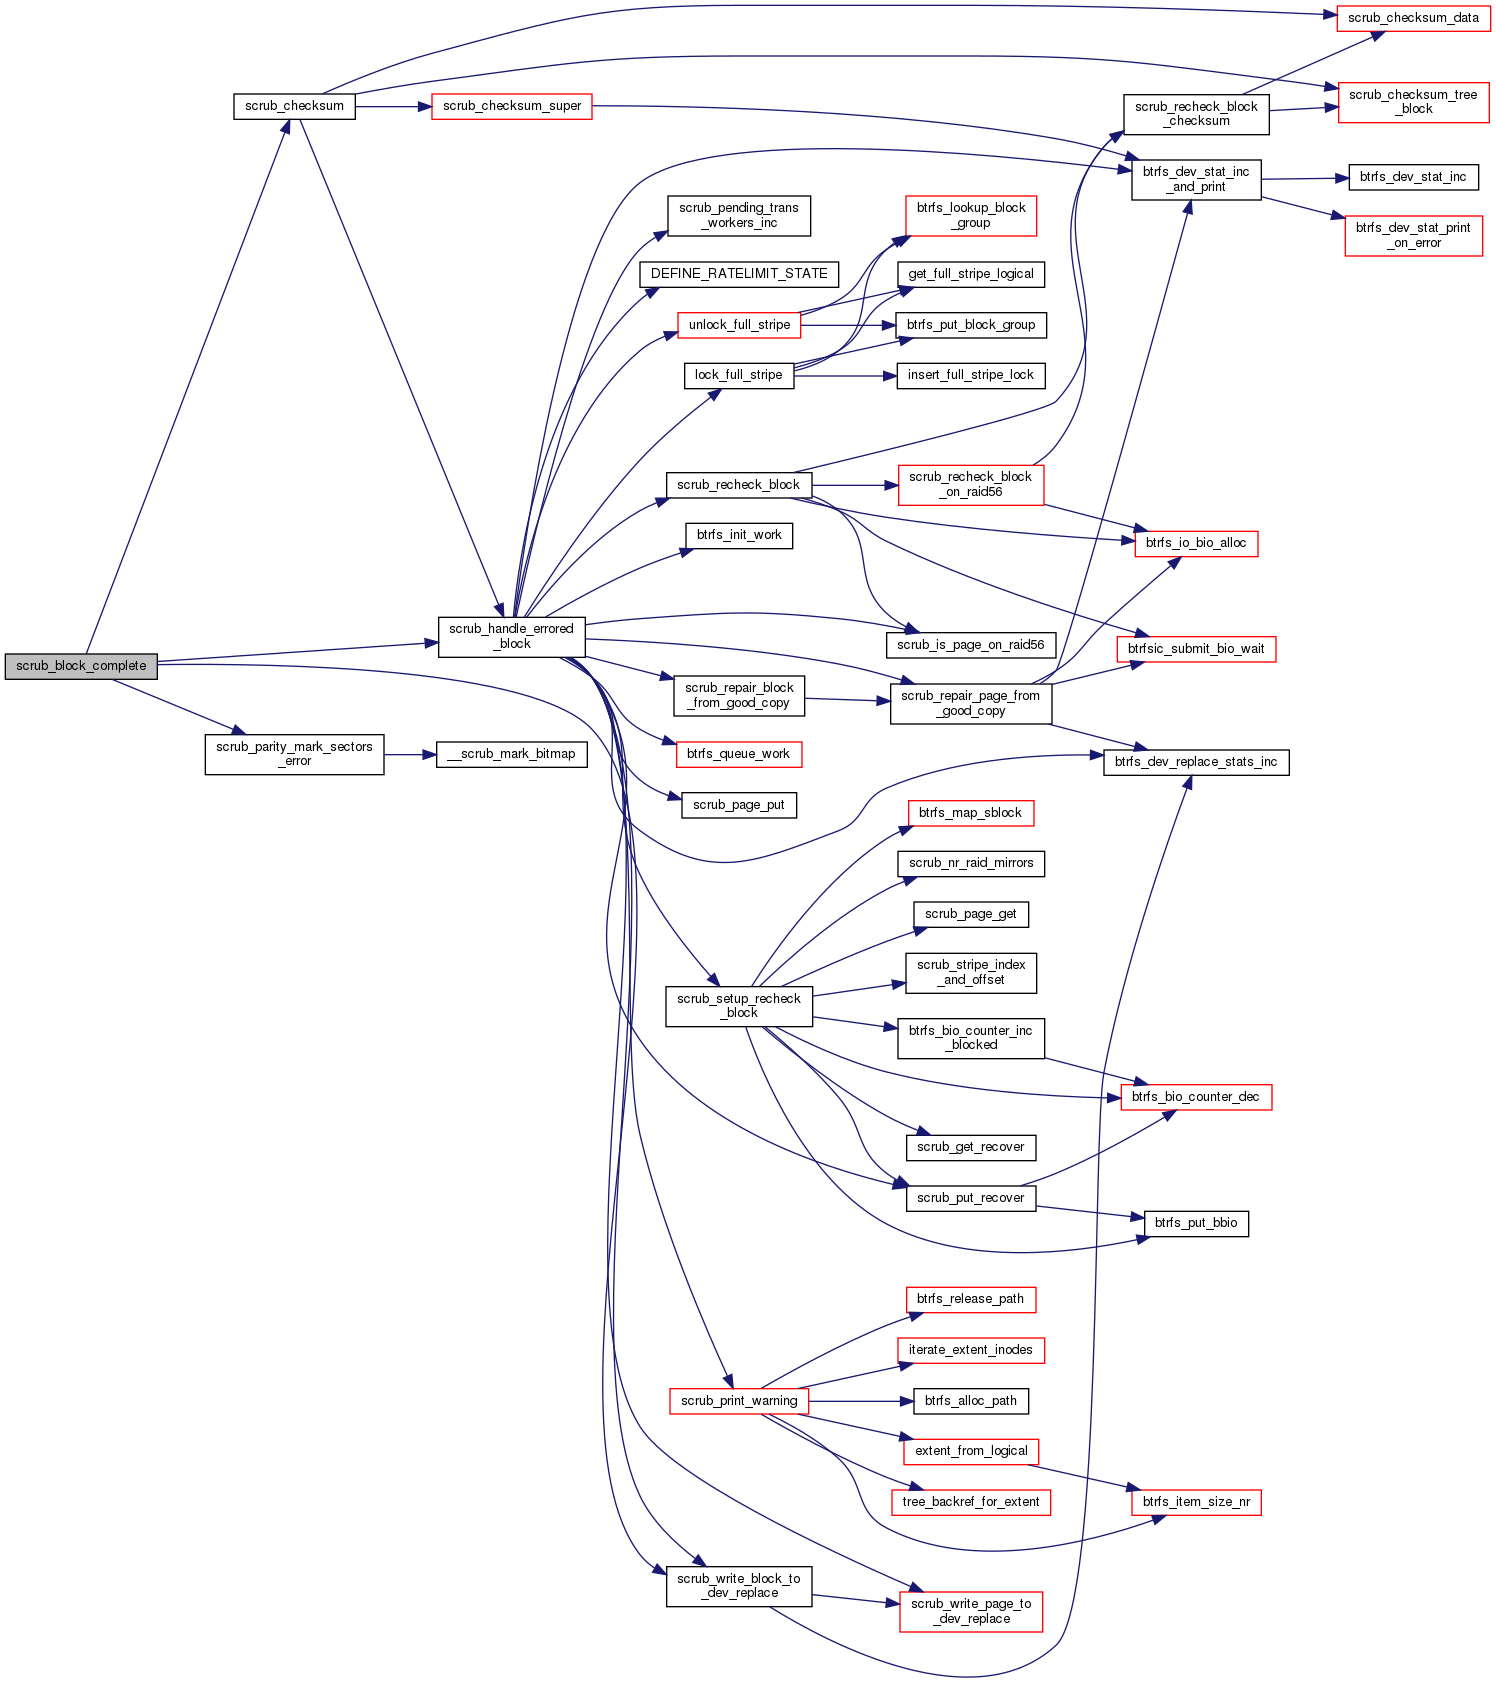 scrub_checksum_data
scrub_checksum
scrub_checksum_super
scrub_recheck_block
_checksum
scrub_checksum_tree
_block
btrfs_dev_stat_inc
_and_print
btrfs_dev_stat_inc
scrub_pending_trans
_workers_inc
btrfs_lookup_block
_group
btrfs_dev_stat_print
_on_error
DEFINE_RATELIMIT_STATE
get_full_stripe_logical
unlock_full_stripe
btrfs_put_block_group
lock_full_stripe
insert_full_stripe_lock
scrub_recheck_block
scrub_recheck_block
_on_raid56
btrfs_init_work
btrfs_io_bio_alloc
scrub_handle_errored
_block
scrub_is_page_on_raid56
btrfsic_submit_bio_wait
scrub_block_complete
scrub_repair_block
_from_good_copy
scrub_repair_page_from
_good_copy
scrub_parity_mark_sectors
_error
__scrub_mark_bitmap
btrfs_queue_work
btrfs_dev_replace_stats_inc
scrub_page_put
btrfs_map_sblock
scrub_nr_raid_mirrors
scrub_page_get
scrub_stripe_index
_and_offset
scrub_setup_recheck
_block
btrfs_bio_counter_inc
_blocked
btrfs_bio_counter_dec
scrub_get_recover
scrub_put_recover
btrfs_put_bbio
btrfs_release_path
iterate_extent_inodes
scrub_print_warning
btrfs_alloc_path
extent_from_logical
tree_backref_for_extent
btrfs_item_size_nr
scrub_write_block_to
_dev_replace
scrub_write_page_to
_dev_replace